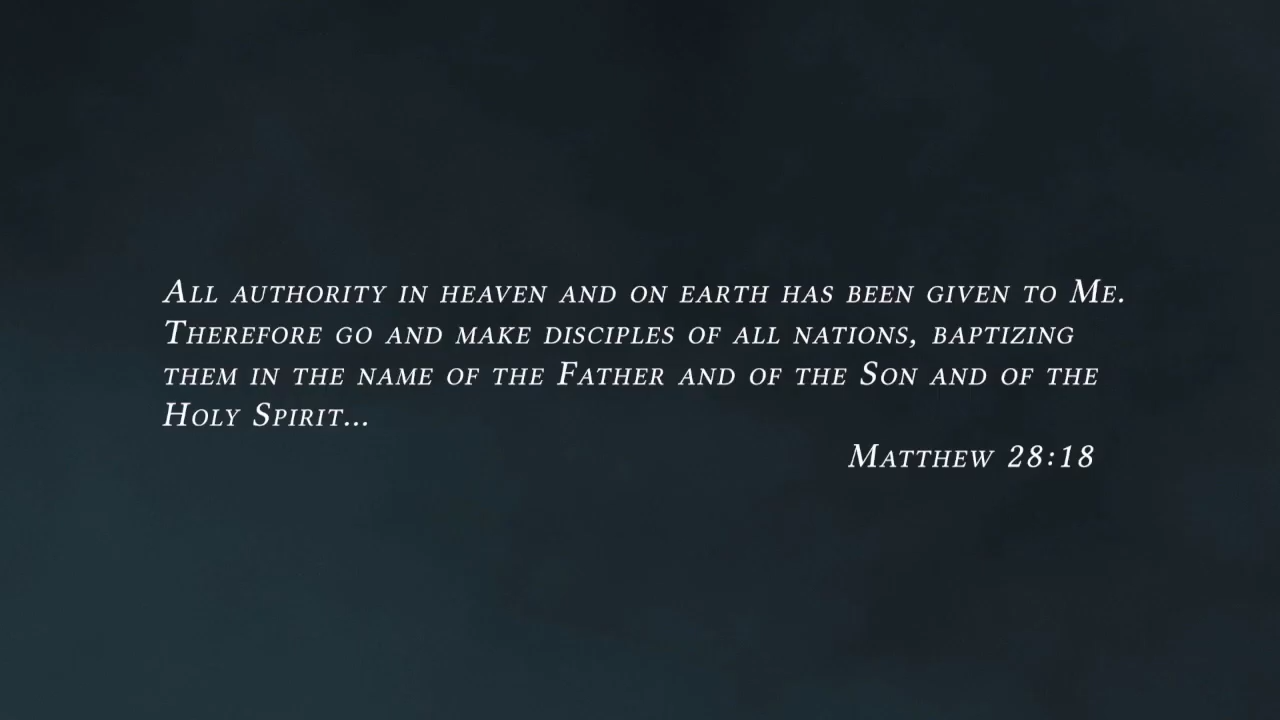 All authority in heaven and on earth has been given to Me.
Therefore go and make disciples of all nations, baptizing
them in the name of the Father and of the Son and of the
Holy Spirit...
Matthew 28:18